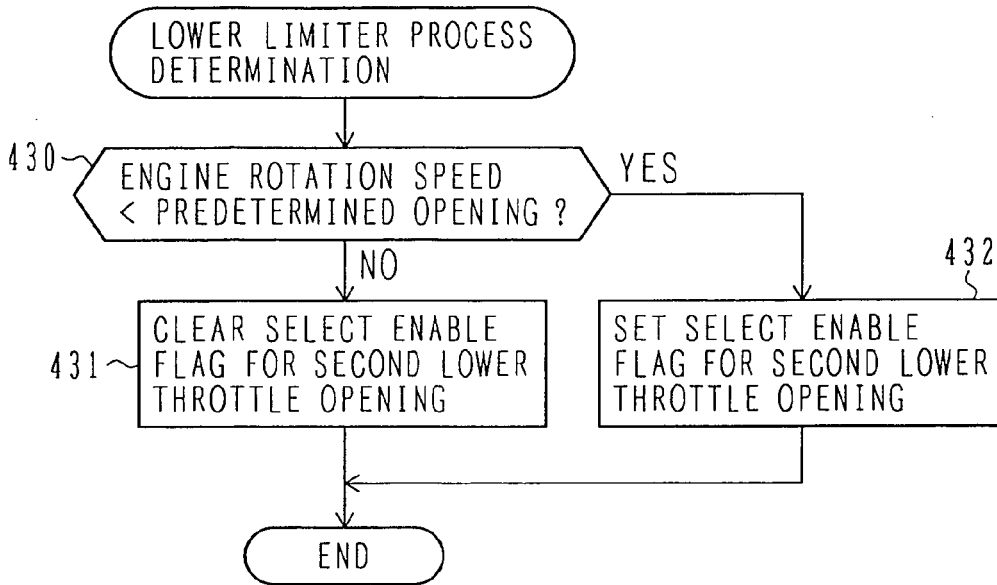 LOWER LIMITER PROCESS
DETERMINATION
430
ENGINE ROTATION SPEED
< PREDETERMINED OPENING ?
YES
NO
431
CLEAR SELECT ENABLE
FLAG FOR SECOND LOWER
THROTTLE OPENING
432
SET SELECT ENABLE
FLAG FOR SECOND LOWER
THROTTLE OPENING
END